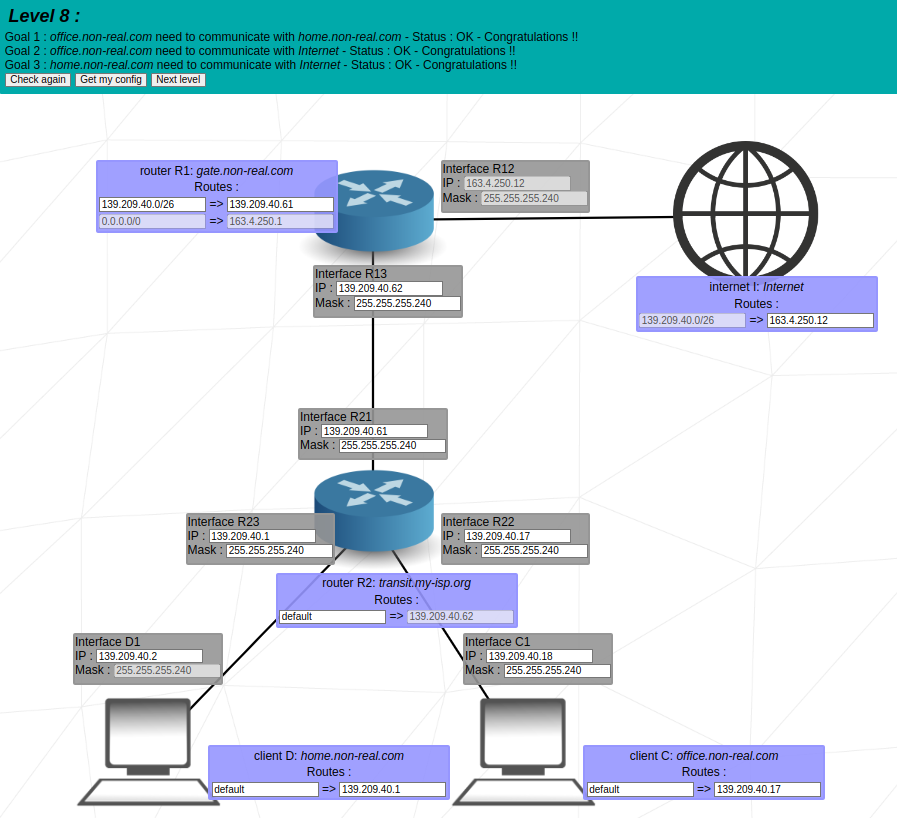 Level 8 :
Goal 1 : office.non-real.com need to communicate with home.non-real.com - Status : OK - Congratulations !!
Goal 2 : office.non-real.com need to communicate with Internet - Status : OK - Congratulations !!
Goal 3 : home.non-real.com need to communicate with Internet - Status : OK - Congratulations !!
Check again Get my config Next level
router R1: gate.non-real.com
Routes :
139.209.40.0/26 => 139.209.40.61
0.0.0.0/0 => 163.4.250.1
Interface R12
IP : 163.4.250.12
Mask : 255.255.255.240
Interface R13
IP : 139.209.40.62
Mask : 255.255.255.240
internet I: Internet
Routes :
139.209.40.0/26 => 163.4.250.12
Interface R21
IP : 139.209.40.61
Mask : 255.255.255.240
Interface R23
IP : 139.209.40.1
Mask : 255.255.255.240
Interface R22
IP : 139.209.40.17
Mask : 255.255.255.240
router R2: transit.my-isp.org
Routes :
default => 139.209.40.62
Interface D1
IP : 139.209.40.2
Mask : 255.255.255.240
Interface C1
IP : 139.209.40.18
Mask : 255.255.255.240
client D: home.non-real.com
Routes :
default => 139.209.40.1
client C: office.non-real.com
Routes :
default => 139.209.40.17